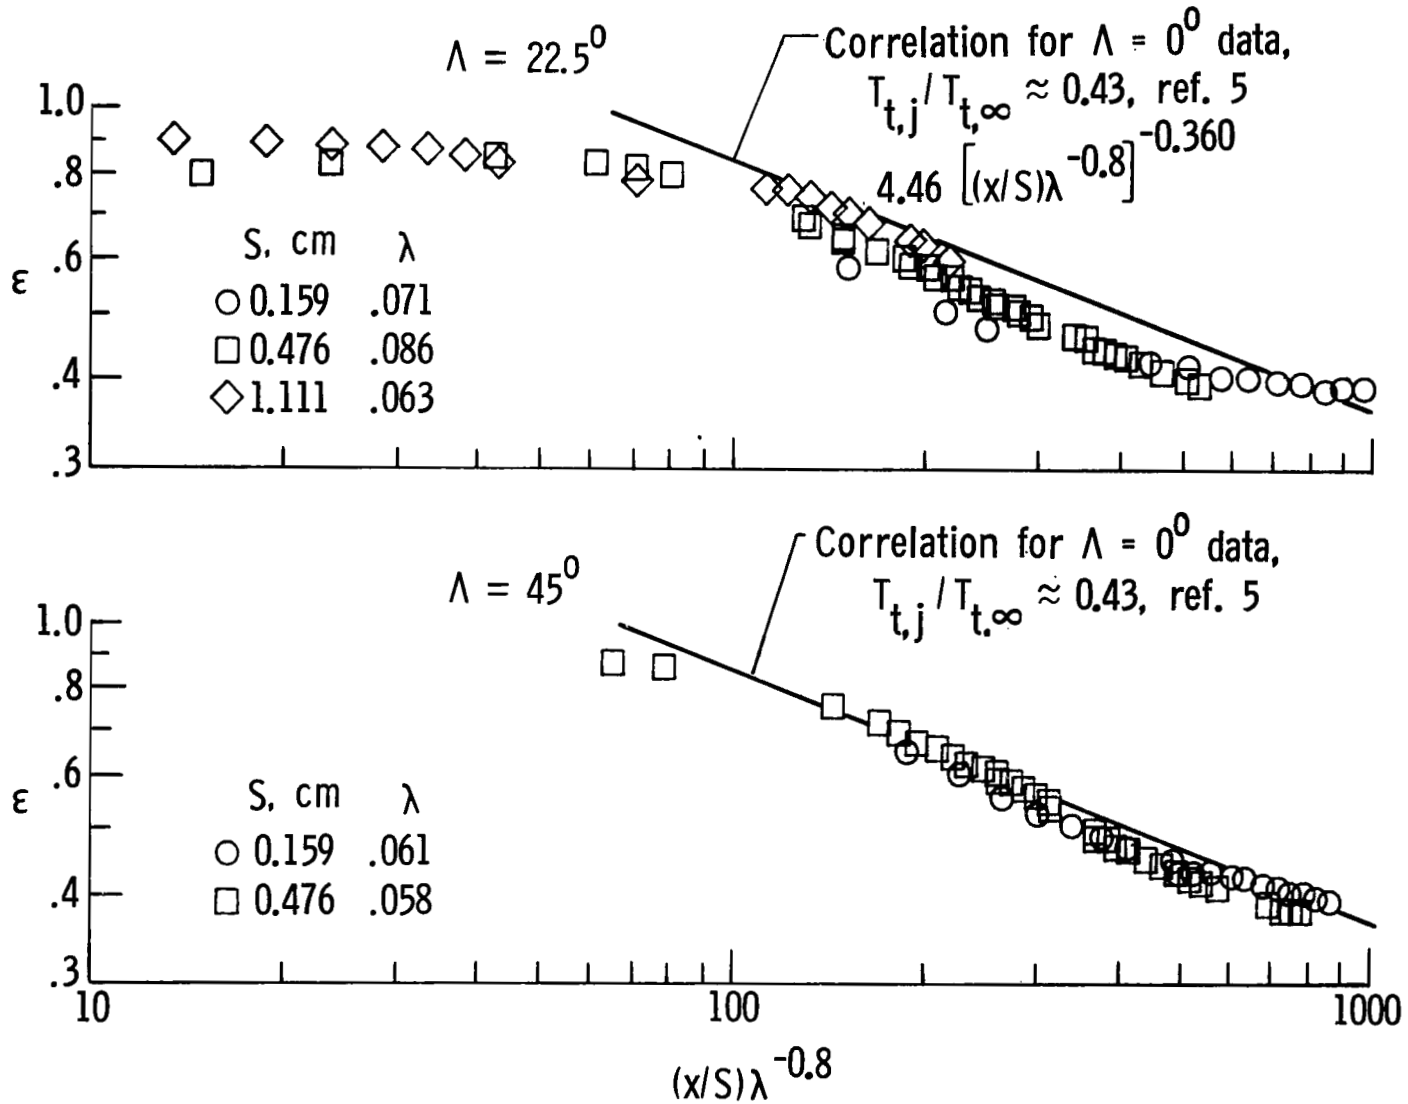 Λ = 22.5⁰
Correlation for Λ = 0⁰ data,
T_t,j / T_t,∞ ≈ 0.43, ref. 5
4.46 [(x/S)λ^-0.8]^-0.360
1.0
.8
.6
.4
.3
ε
S, cm λ
0.159 .071
0.476 .086
1.111 .063
Λ = 45⁰
Correlation for Λ = 0⁰ data,
T_t,j / T_t.∞ ≈ 0.43, ref. 5
1.0
.8
.6
.4
.3
ε
S, cm λ
0.159 .061
0.476 .058
10 100 1000
(x/S)λ^-0.8